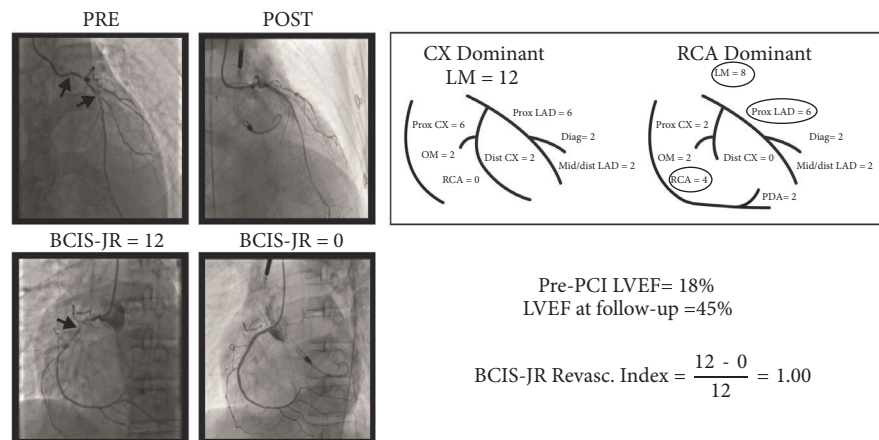 PRE
POST
BCIS-JR = 12
BCIS-JR = 0
CX Dominant
LM = 12
Prox LAD = 6
Prox CX = 6
Diag= 2
OM = 2
Dist CX = 2
Mid/dist LAD = 2
RCA = 0
RCA Dominant
LM = 8
Prox LAD = 6
Prox CX = 2
Diag= 2
OM = 2
Dist CX = 0
Mid/dist LAD = 2
RCA = 4
PDA= 2
Pre-PCI LVEF= 18%
LVEF at follow-up =45%
BCIS-JR Revasc. Index = 12 - 0 / 12 = 1.00